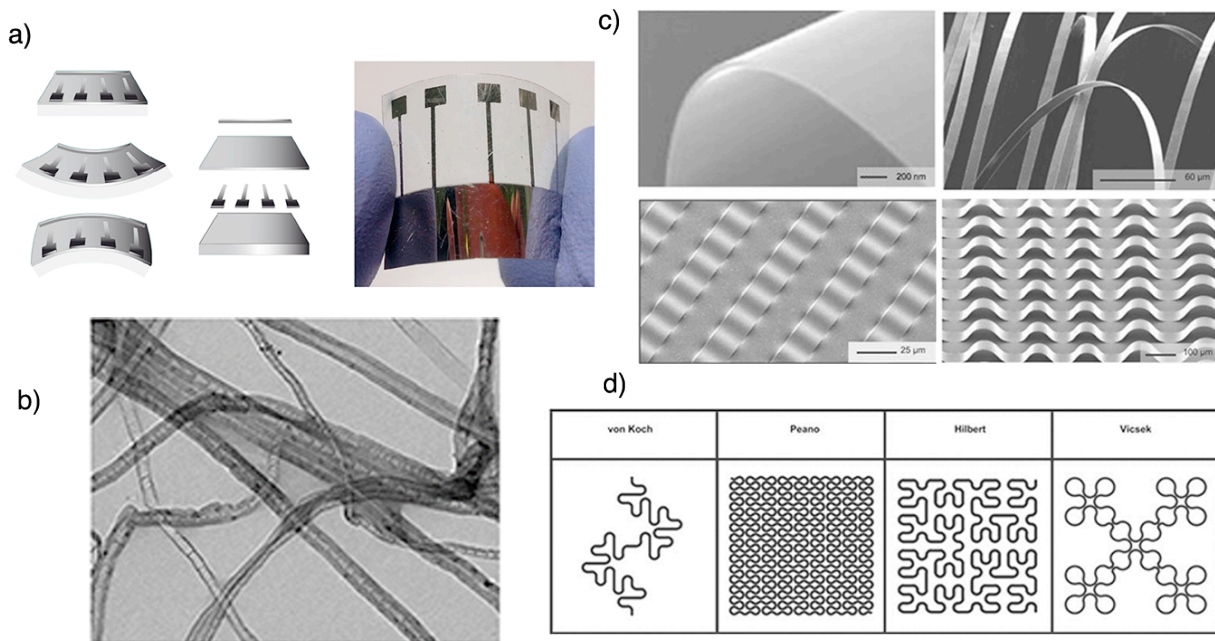 a)
b)
c)
200 nm
60 µm
25 µm
100 µm
d)
von Koch
Peano
Hilbert
Vicsek